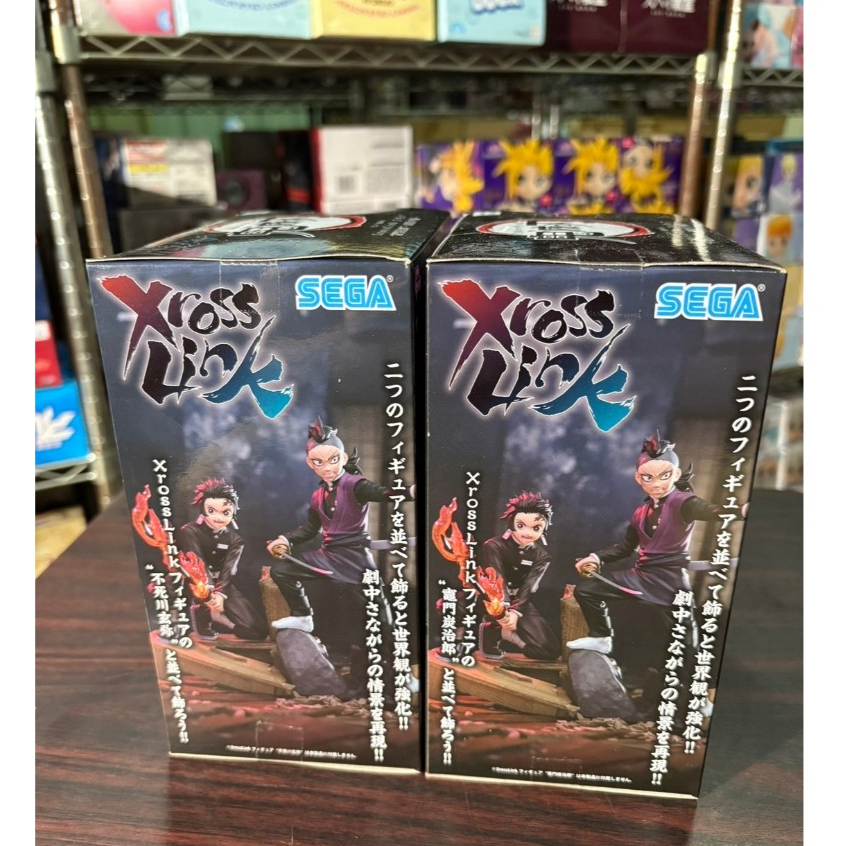 Xross
Link
SEGA®
二つのフィギュアを並べて飾ると世界観が強化!!
劇中さながらの情景を再現!!
XrossLinkフィギュアの
“不死川玄弥”と並べて飾ろう!!
Xross
Link
SEGA®
二つのフィギュアを並べて飾ると世界観が強化!!
劇中さながらの情景を再現!!
XrossLinkフィギュアの
“竈門炭治郎”と並べて飾ろう!!